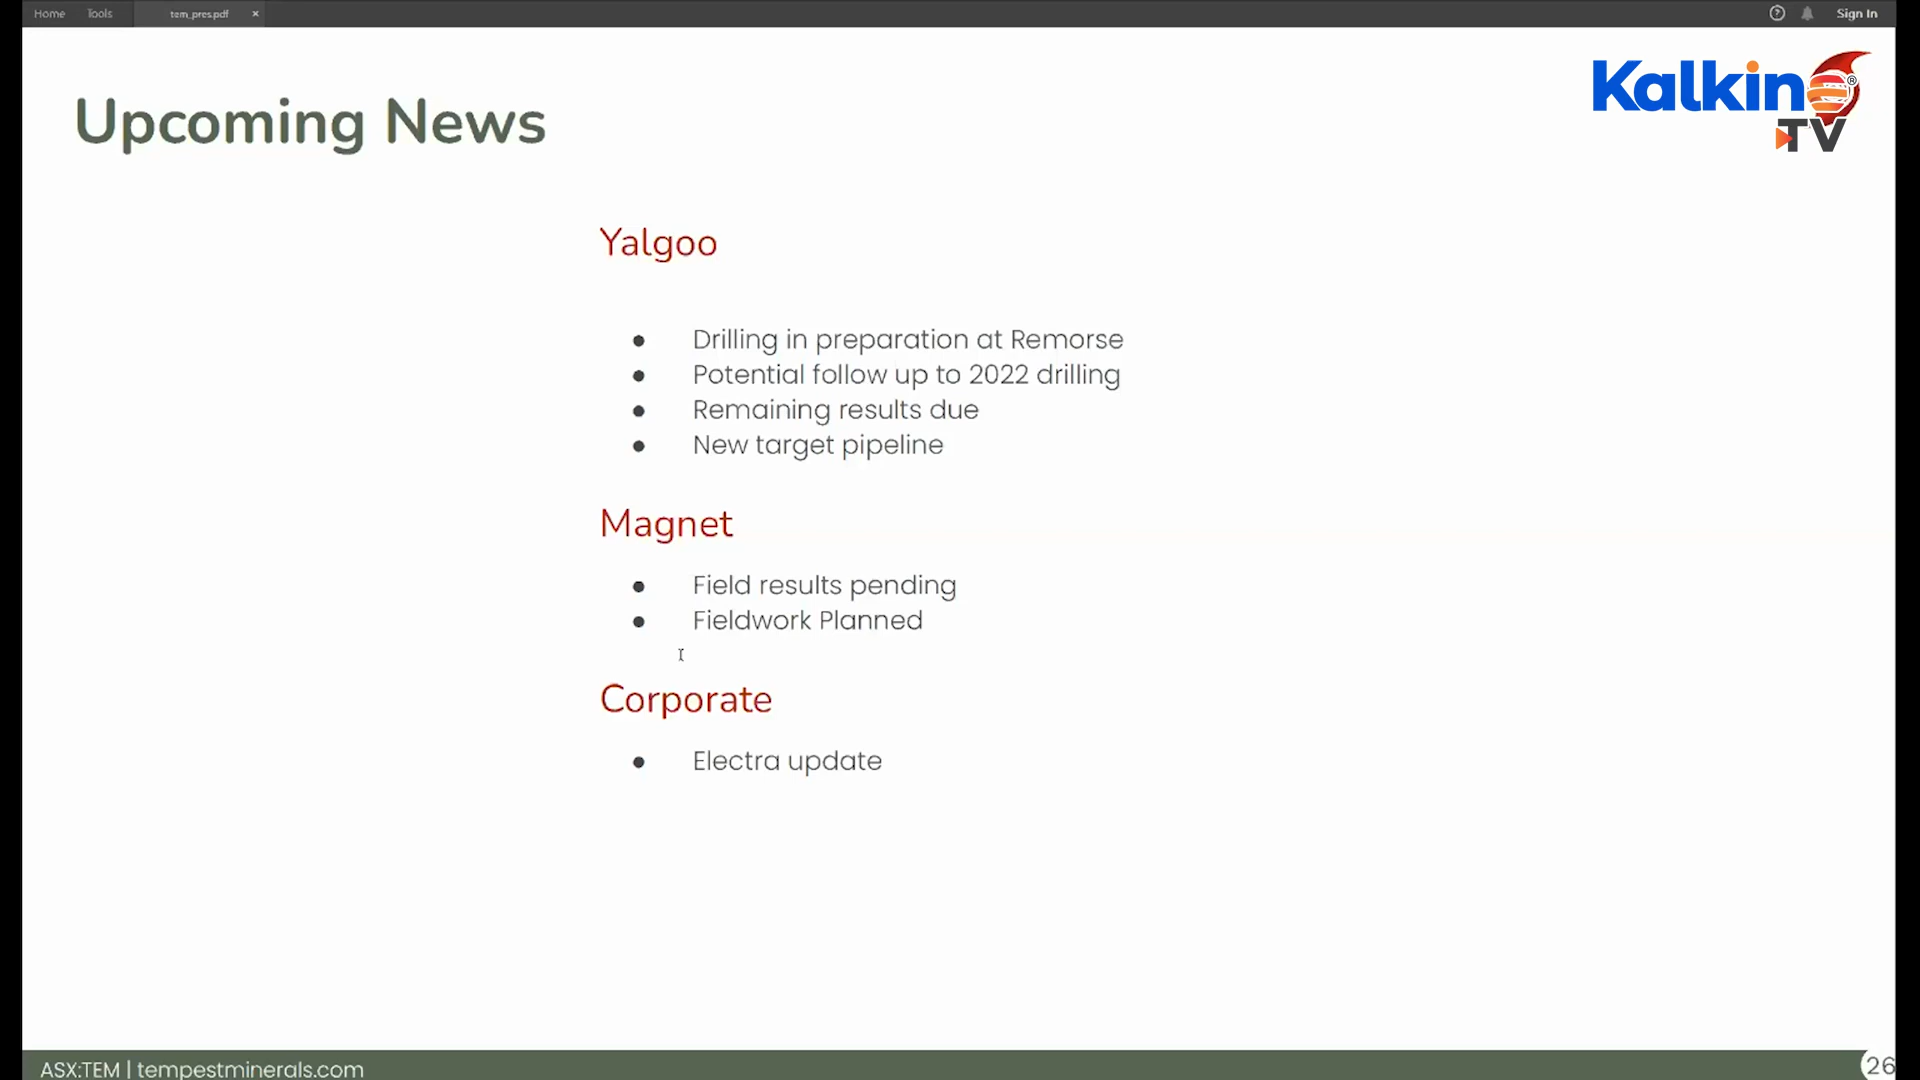 Home Tools tem_pres.pdf × Sign In
Kalkin
TV
Upcoming News
Yalgoo
● Drilling in preparation at Remorse
● Potential follow up to 2022 drilling
● Remaining results due
● New target pipeline
Magnet
● Field results pending
● Fieldwork Planned
Corporate
● Electra update
ASX:TEM | tempestminerals.com 26